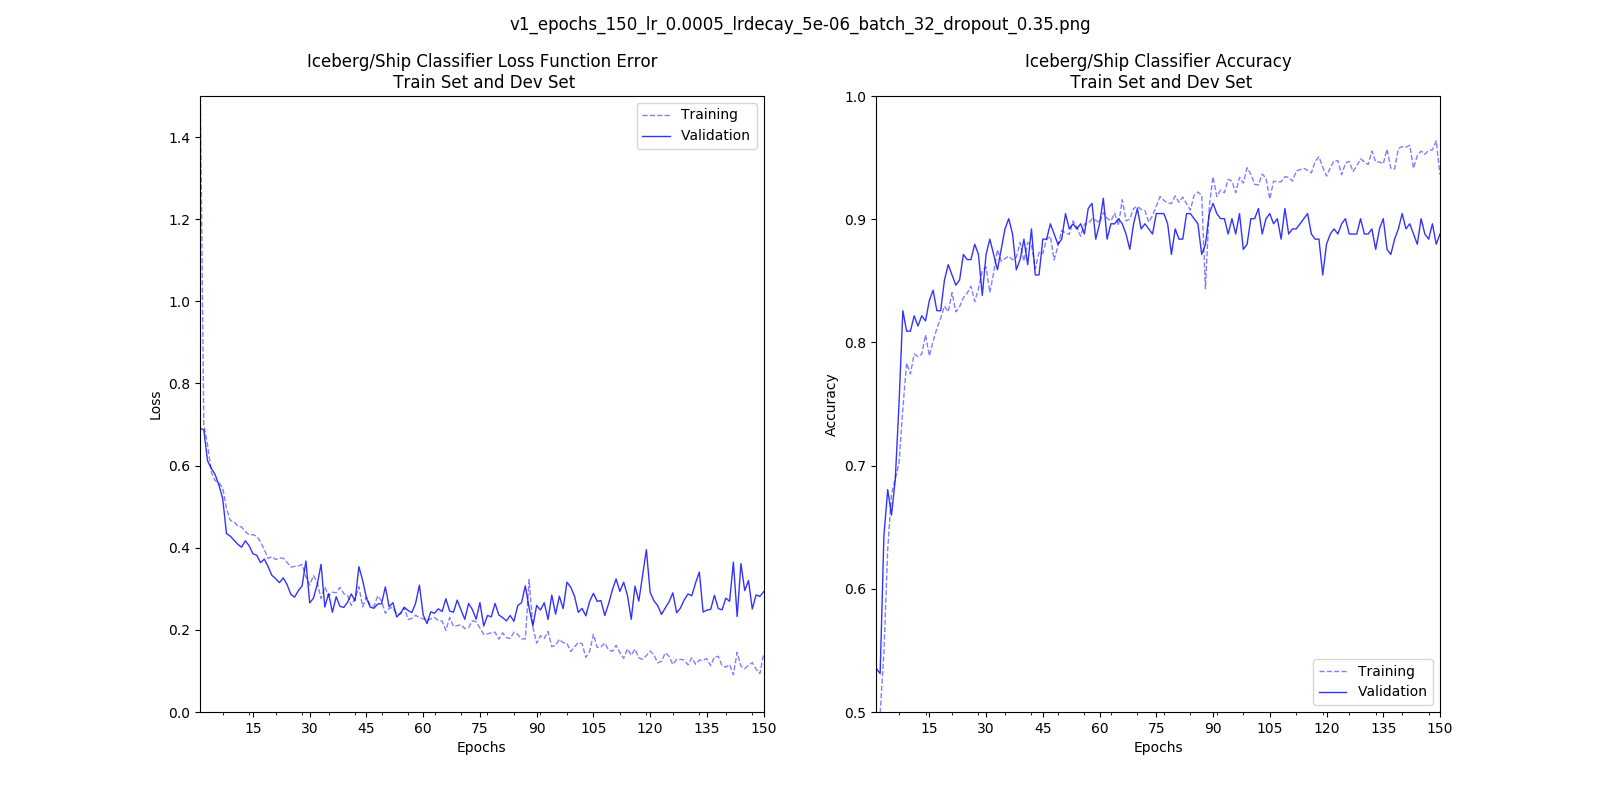 v1_epochs_150_lr_0.0005_lrdecay_5e-06_batch_32_dropout_0.35.png
Iceberg/Ship Classifier Loss Function Error
Train Set and Dev Set
Training
Validation
1.4
1.2
1.0
0.8
0.6
0.4
0.2
0.0
Loss
15 30 45 60 75 90 105 120 135 150
Epochs
Iceberg/Ship Classifier Accuracy
Train Set and Dev Set
1.0
0.9
0.8
0.7
0.6
0.5
Accuracy
Training
Validation
15 30 45 60 75 90 105 120 135 150
Epochs